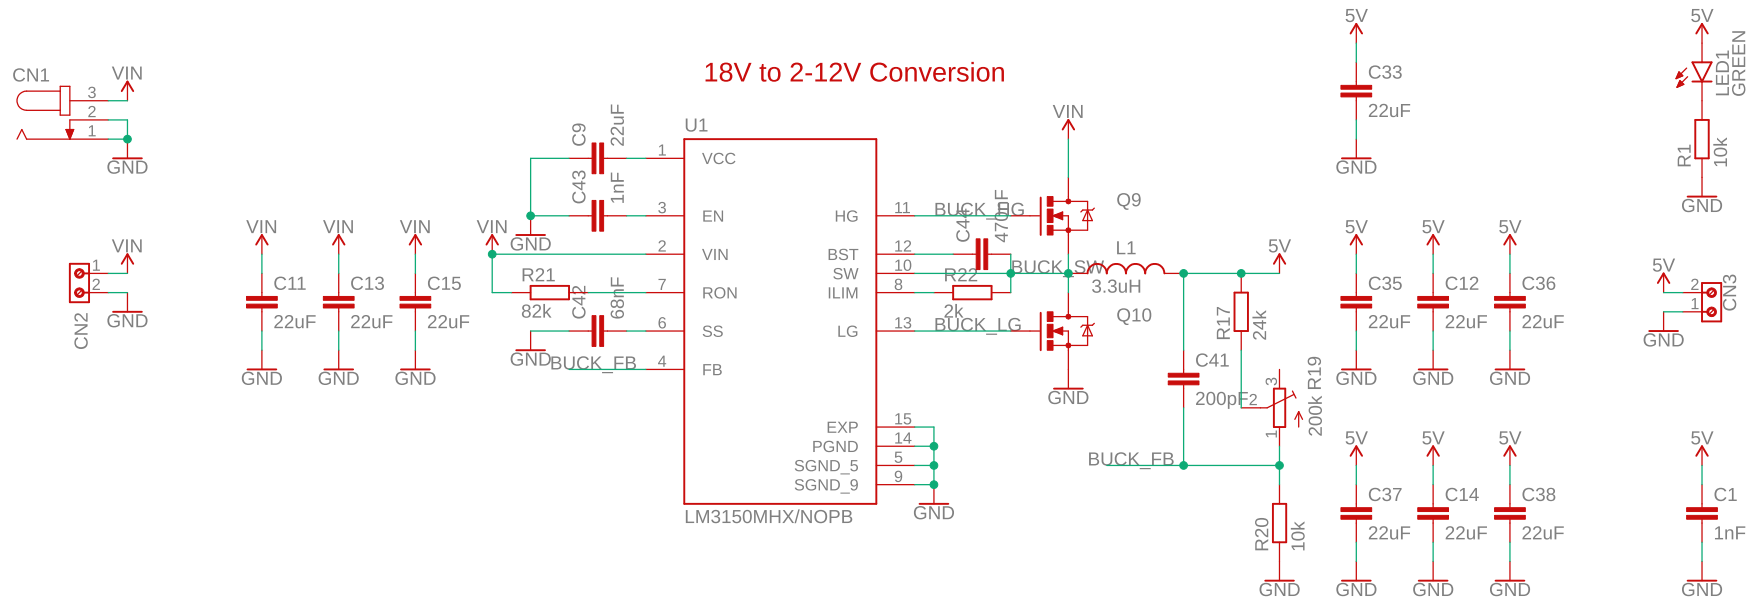 18V to 2-12V Conversion
CN1
VIN
3
2
1
GND
VIN
1
2
GND
CN2
VIN
C11
22uF
GND
VIN
C13
22uF
GND
VIN
C15
22uF
GND
VIN
C9
22uF
C43
1nF
GND
R21
82k
C42
68nF
GND
BUCK_FB
U1
1
VCC
3
EN
2
VIN
7
RON
6
SS
4
FB
HG
11
BST
12
SW
10
ILIM
8
LG
13
EXP
15
PGND
14
SGND_5
5
SGND_9
9
GND
LM3150MHX/NOPB
BUCK_HG
C44
470nF
BUCK_SW
R22
2k
BUCK_LG
VIN
Q9
L1
3.3uH
Q10
GND
5V
R17
24k
C41
200pF
2
3
1
R19
200k
BUCK_FB
R20
10k
GND
5V
C33
22uF
GND
5V
C35
22uF
GND
5V
C12
22uF
GND
5V
C36
22uF
GND
5V
C37
22uF
GND
5V
C14
22uF
GND
5V
C38
22uF
GND
5V
LED1
GREEN
R1
10k
GND
5V
2
1
CN3
GND
5V
C1
1nF
GND